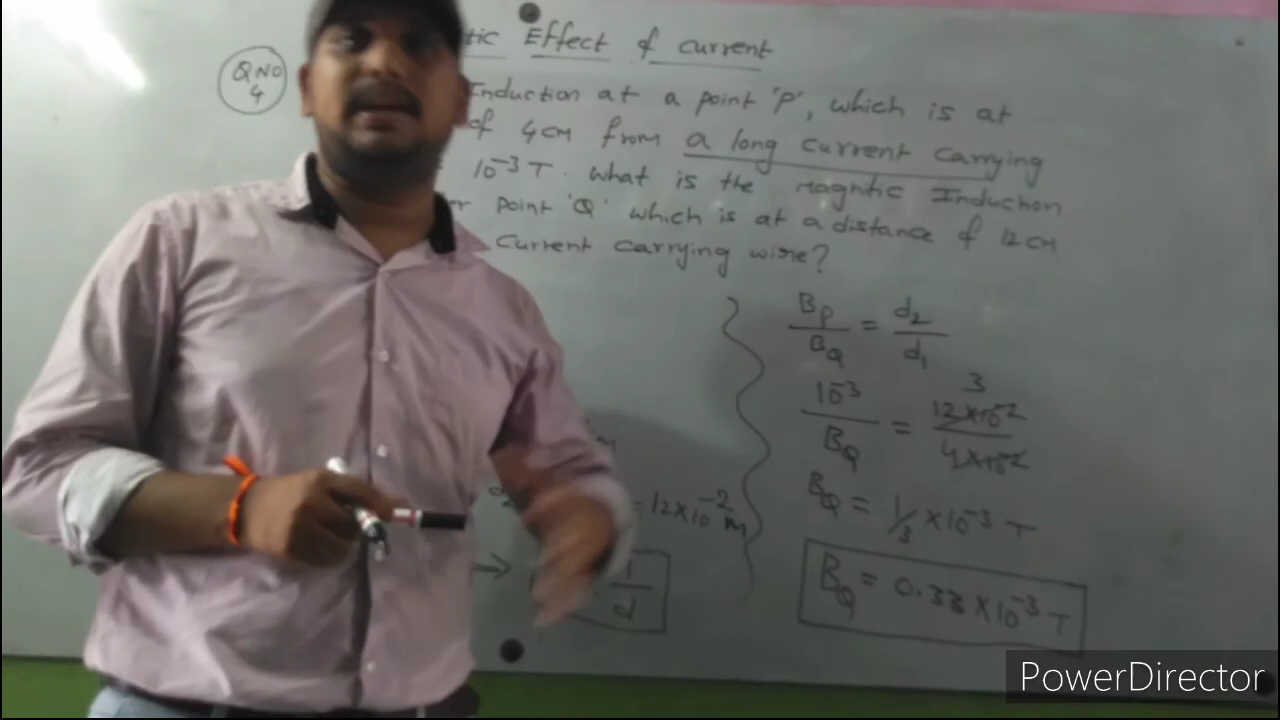 tic Effect of current
Q NO
4
Induction at a point 'P', which is at
of 4cm from a long current carrying
10⁻³ T. what is the Magnetic Induction
er point 'Q' which is at a distance of 12 cm
current carrying wire?
Bp/BQ = d₂/d₁
10⁻³/BQ = 12×10⁻²/4×10⁻²
3
- 12×10⁻² m
BQ = 1/3 × 10⁻³ T
→ 1/d
BQ = 0.33 × 10⁻³ T
PowerDirector